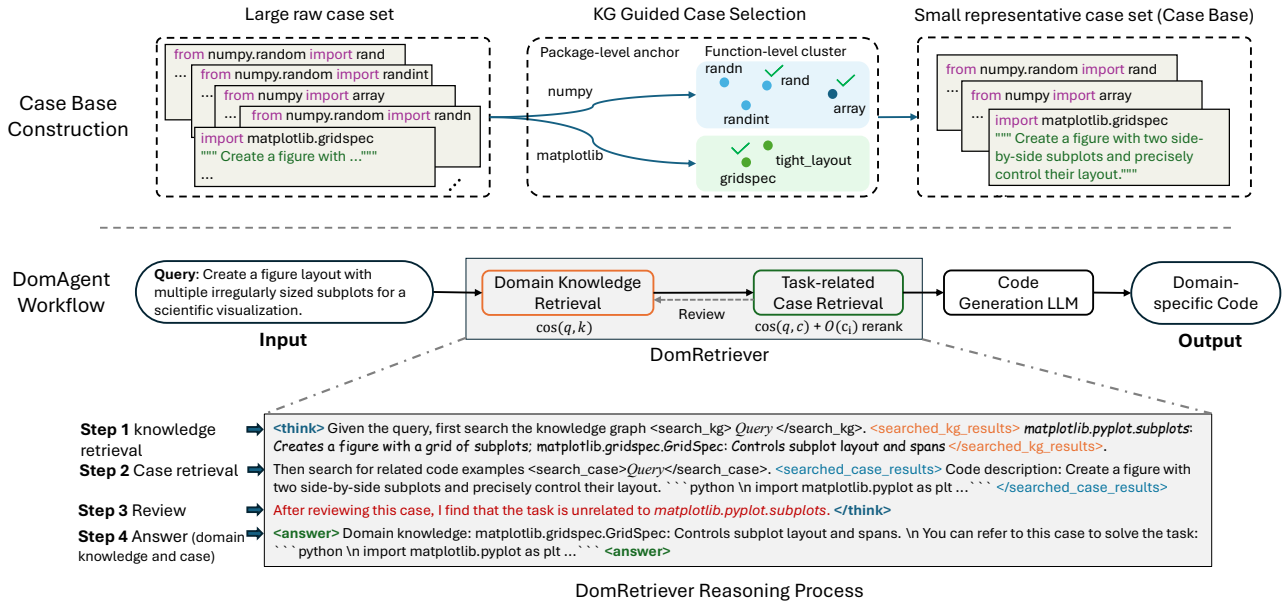 Large raw case set
KG Guided Case Selection
Small representative case set (Case Base)
Case Base
Construction
from numpy.random import rand
...
from numpy.random import randint
...
from numpy import array
...
from numpy.random import randn
import matplotlib.gridspec
""" Create a figure with ..."""
...
Package-level anchor
Function-level cluster
numpy
matplotlib
randn
rand
array
randint
tight_layout
gridspec
from numpy.random import rand
...
from numpy import array
...
import matplotlib.gridspec
""" Create a figure with two side-
by-side subplots and precisely
control their layout."""
DomAgent
Workflow
Query: Create a figure layout with
multiple irregularly sized subplots for a
scientific visualization.
Input
Domain Knowledge
Retrieval
cos(q, k)
Review
Task-related
Case Retrieval
cos(q, c) + O(cᵢ) rerank
DomRetriever
Code
Generation LLM
Domain-
specific Code
Output
Step 1 knowledge
retrieval
Step 2 Case retrieval
Step 3 Review
Step 4 Answer (domain
knowledge and case)
<think> Given the query, first search the knowledge graph <search_kg> Query </search_kg>. <searched_kg_results> matplotlib.pyplot.subplots:
Creates a figure with a grid of subplots; matplotlib.gridspec.GridSpec: Controls subplot layout and spans </searched_kg_results>.
Then search for related code examples <search_case>Query</search_case>. <searched_case_results> Code description: Create a figure with
two side-by-side subplots and precisely control their layout. ```python \n import matplotlib.pyplot as plt ...``` </searched_case_results>
After reviewing this case, I find that the task is unrelated to matplotlib.pyplot.subplots. </think>
<answer> Domain knowledge: matplotlib.gridspec.GridSpec: Controls subplot layout and spans. \n You can refer to this case to solve the task:
```python \n import matplotlib.pyplot as plt ...``` <answer>
DomRetriever Reasoning Process